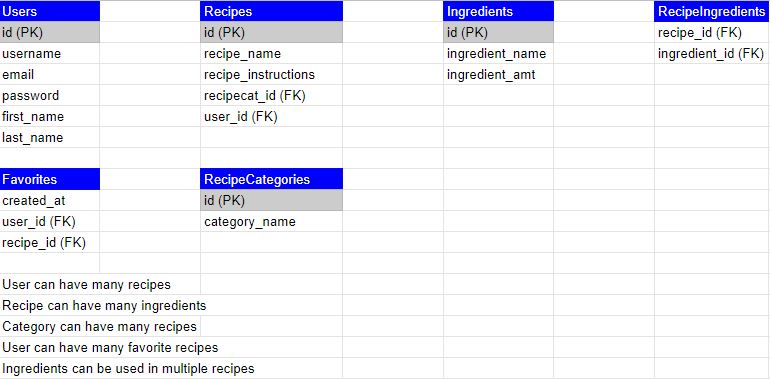 Users Recipes Ingredients RecipeIngredients
id (PK) id (PK) id (PK) recipe_id (FK)
username recipe_name ingredient_name ingredient_id (FK)
email recipe_instructions ingredient_amt
password recipecat_id (FK)
first_name user_id (FK)
last_name
Favorites RecipeCategories
created_at id (PK)
user_id (FK) category_name
recipe_id (FK)
User can have many recipes
Recipe can have many ingredients
Category can have many recipes
User can have many favorite recipes
Ingredients can be used in multiple recipes